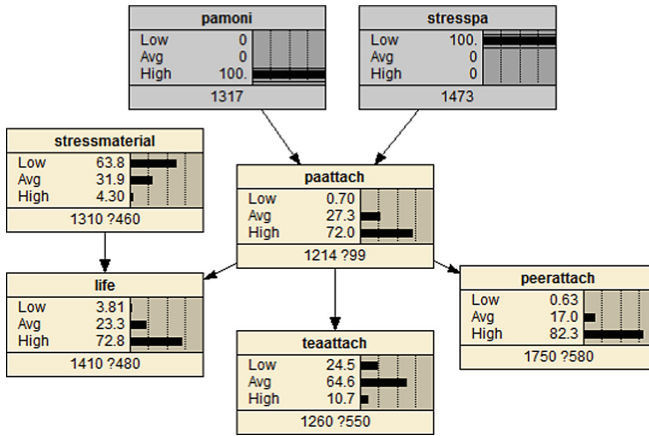 pamoni
Low 0
Avg 0
High 100.
1317
stresspa
Low 100.
Avg 0
High 0
1473
stressmaterial
Low 63.8
Avg 31.9
High 4.30
1310 ?460
paattach
Low 0.70
Avg 27.3
High 72.0
1214 ?99
life
Low 3.81
Avg 23.3
High 72.8
1410 ?480
teaattach
Low 24.5
Avg 64.6
High 10.7
1260 ?550
peerattach
Low 0.63
Avg 17.0
High 82.3
1750 ?580